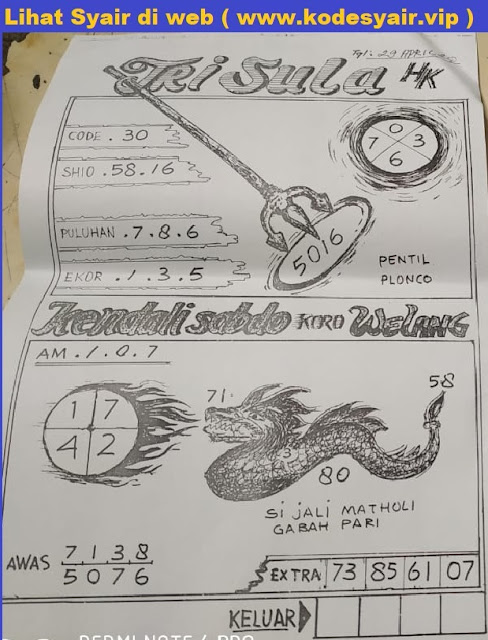 Lihat Syair di web ( www.kodesyair.vip )
Tgl: 29 APRIL
Tri Sula HK
CODE . 30
SHIO . 58 . 16
PULUHAN . 7 . 8 . 6
EKOR . 1 . 3 . 5
0
7 3
6
5016
PENTIL
PLONCO
Kendali sabdo KORO WELANG
AM . 1 . 0 . 7
1 7
4 2
71
58
3
80
SI JALI MATHOLI
GABAH PARI
AWAS 7 1 3 8
5 0 7 6
EXTRA 73 85 61 07
KELUAR